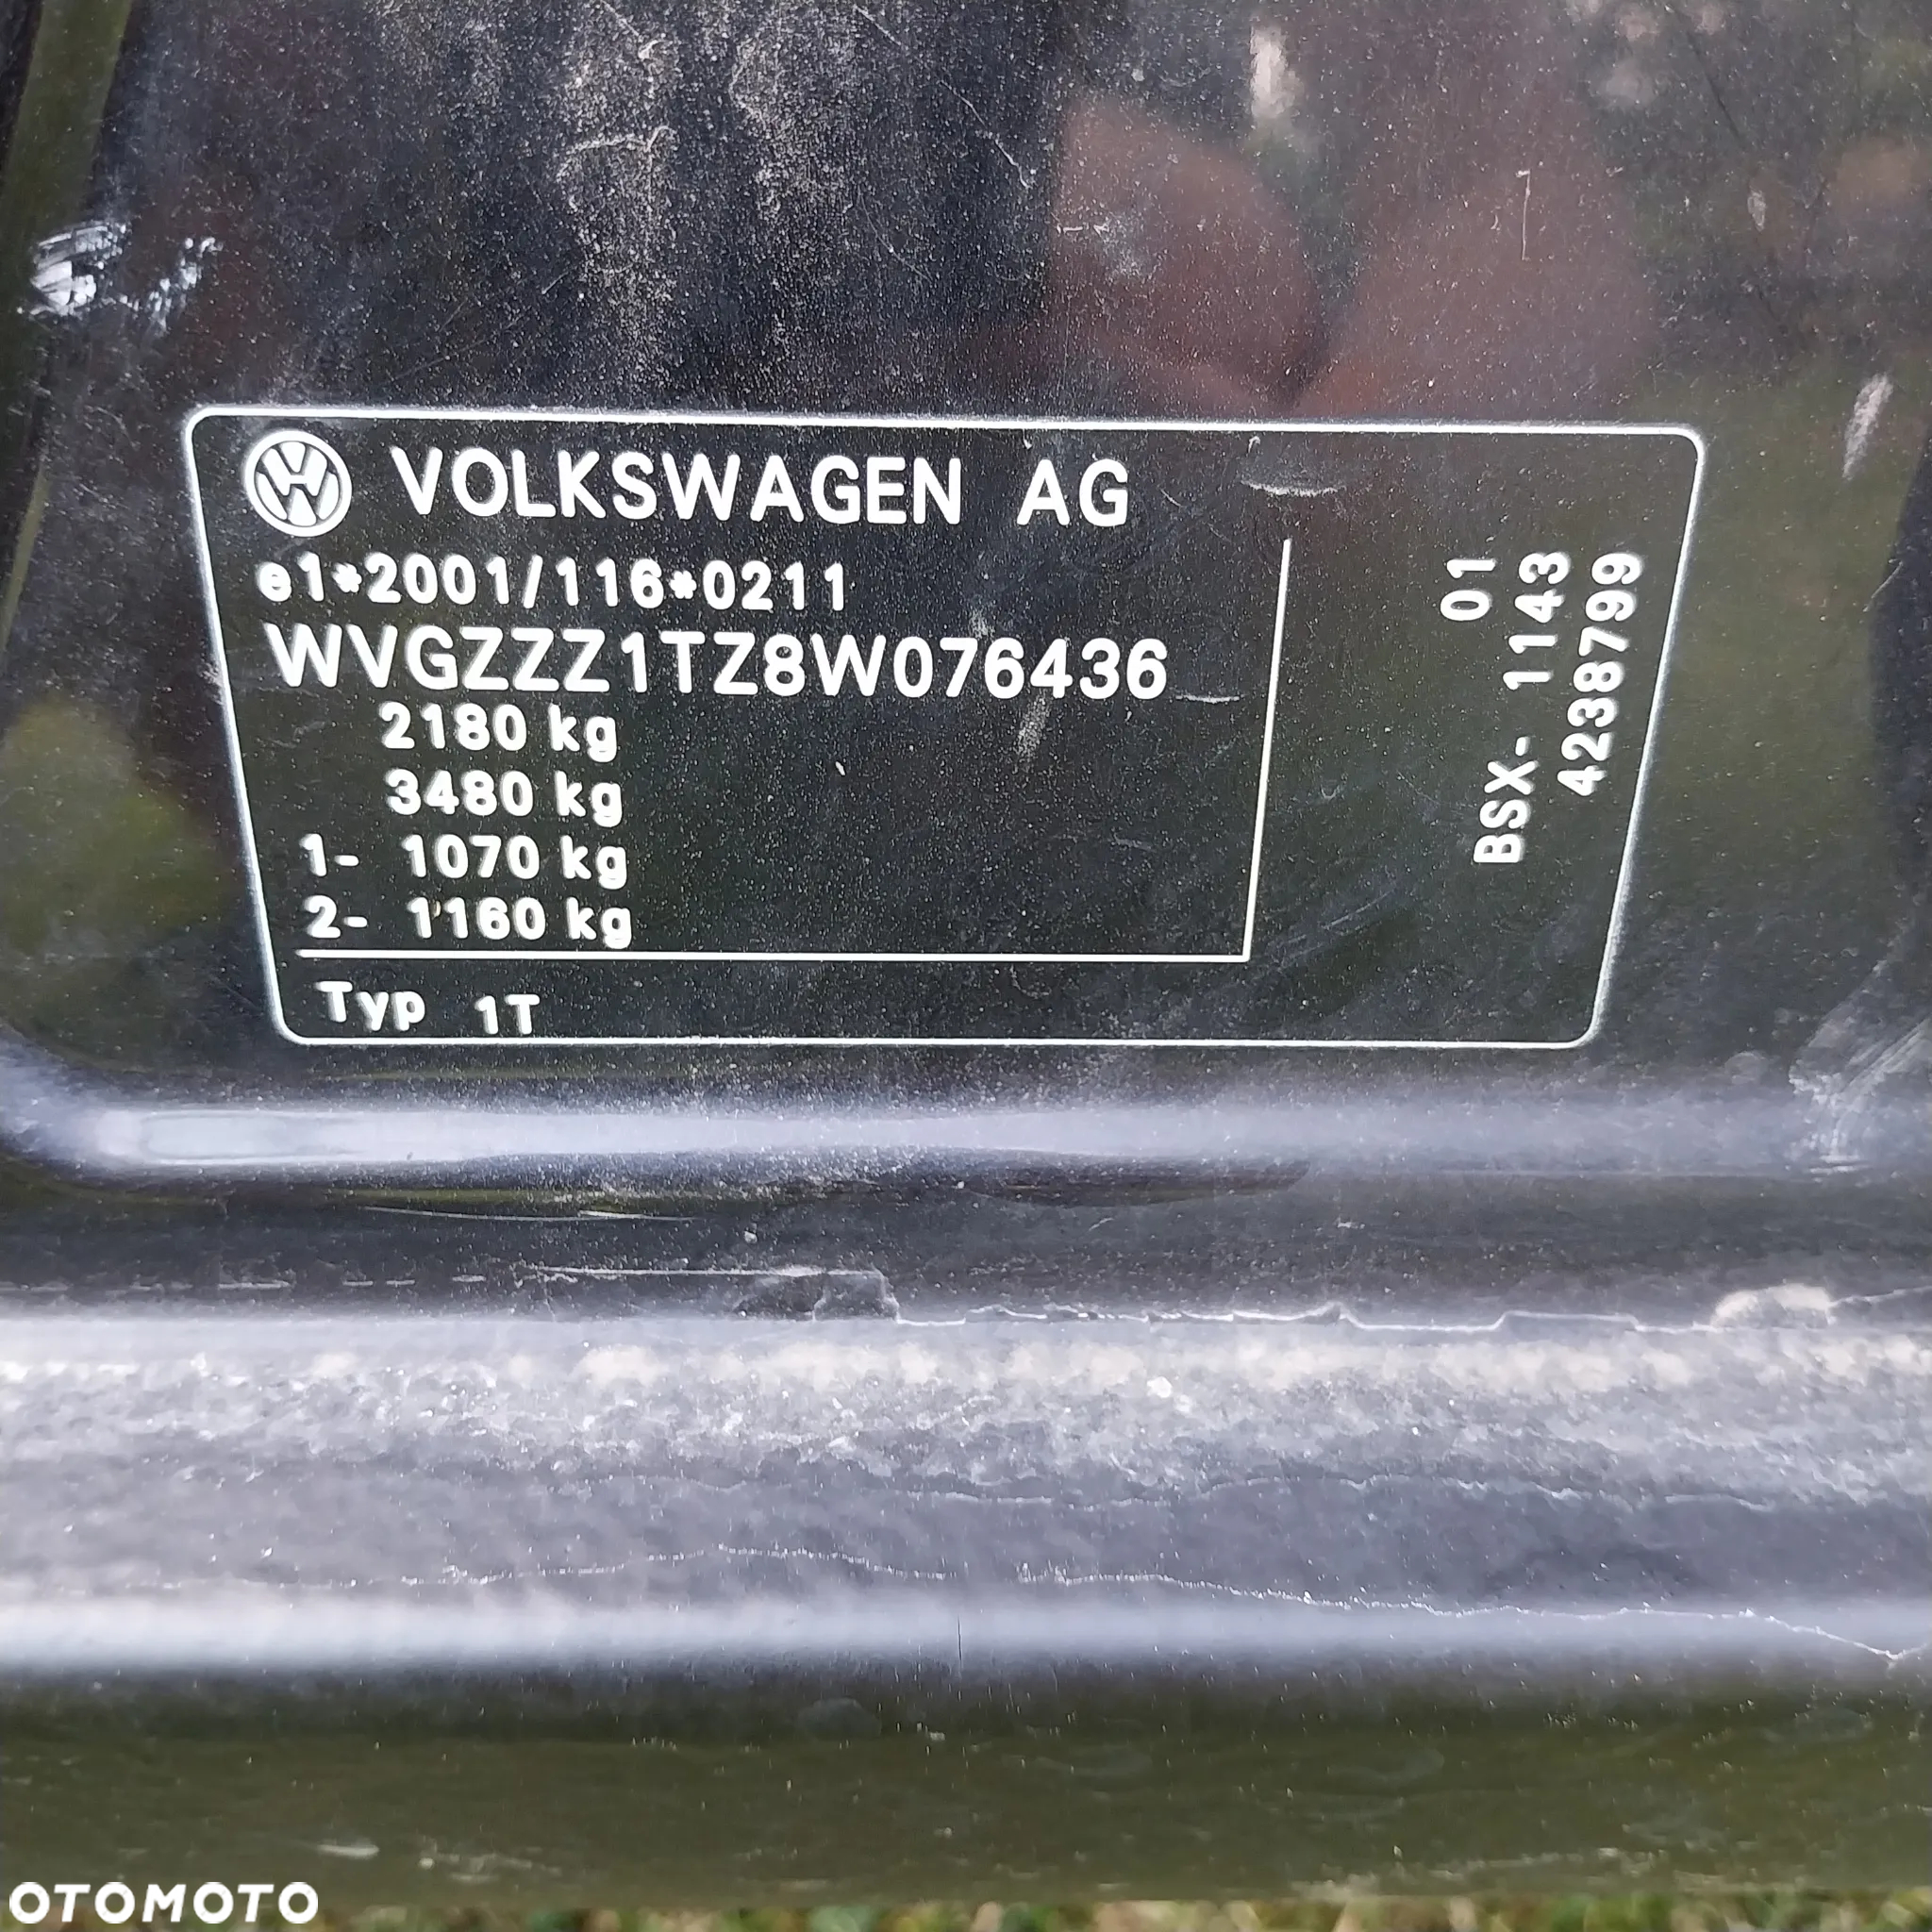 VOLKSWAGEN AG
e1*2001/116*0211
WVGZZZ1TZ8W076436
2180 kg
3480 kg
1- 1070 kg
2- 1160 kg
Typ 1T
01
BSX- 1143
4238799
OTOMOTO